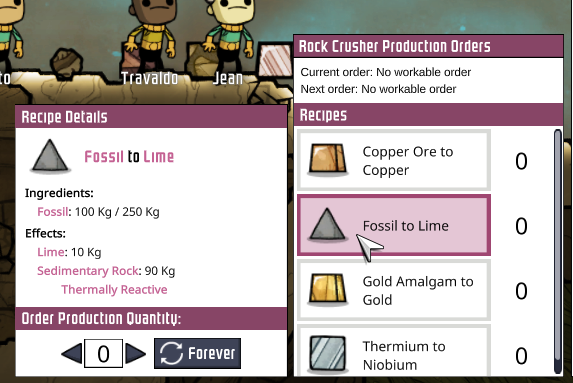 to
Travaldo
Jean
Rock Crusher Production Orders
Current order: No workable order
Next order: No workable order
Recipes
Copper Ore to
Copper
0
Fossil to Lime
0
Gold Amalgam to
Gold
0
Thermium to
Niobium
0
Recipe Details
Fossil to Lime
Ingredients:
Fossil: 100 Kg / 250 Kg
Effects:
Lime: 10 Kg
Sedimentary Rock: 90 Kg
Thermally Reactive
Order Production Quantity:
0
Forever